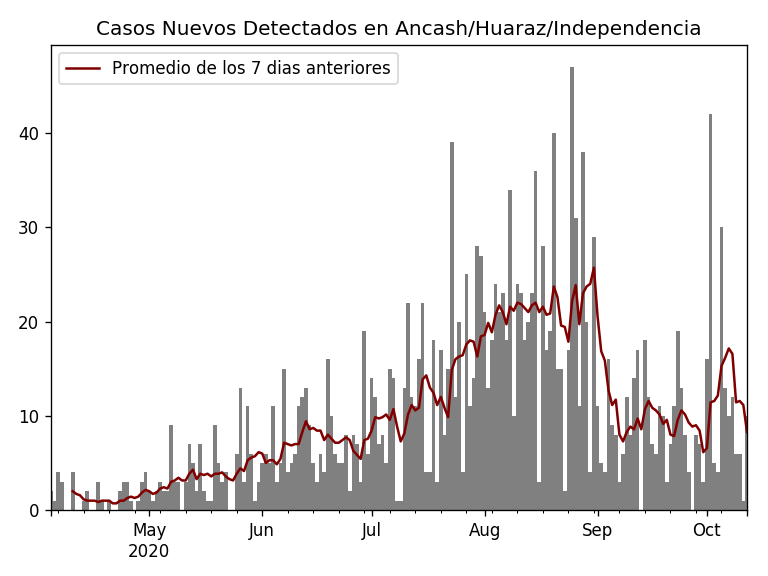 Casos Nuevos Detectados en Ancash/Huaraz/Independencia
Promedio de los 7 dias anteriores
40
30
20
10
0
May Jun Jul Aug Sep Oct
2020